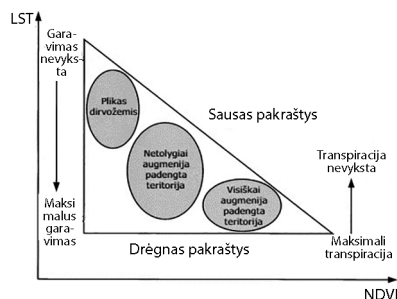 LST
Gara-
vimas
nevyks-
ta
Plikas
dirvožemis
Sausas pakraštys
Netolygiai
augmenija
padengta
teritorija
Transpiracija
nevyksta
Visiškai
augmenija
padengta
teritorija
Maksi
malus
gara-
vimas
Drėgnas pakraštys
Maksimali
transpiracija
NDVI